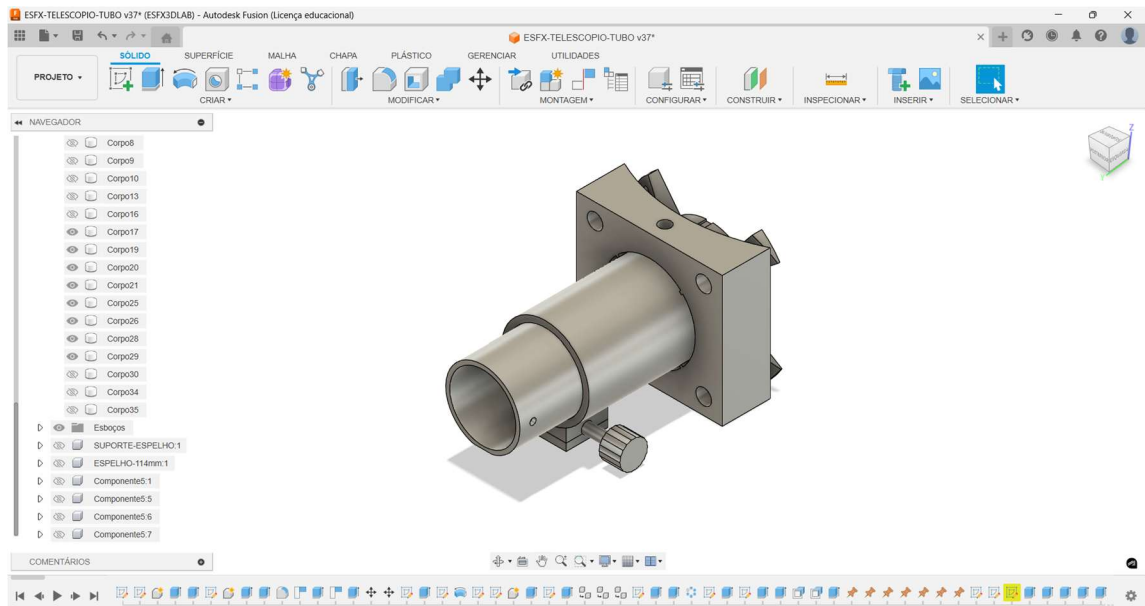 ESFX-TELESCOPIO-TUBO v37* (ESFX3DLAB) - Autodesk Fusion (Licença educacional)
ESFX-TELESCOPIO-TUBO v37*
PROJETO
SÓLIDO SUPERFÍCIE MALHA CHAPA PLÁSTICO GERENCIAR UTILIDADES
CRIAR MODIFICAR MONTAGEM CONFIGURAR CONSTRUIR INSPECIONAR INSERIR SELECIONAR
NAVEGADOR
Corpo8
Corpo9
Corpo10
Corpo13
Corpo16
Corpo17
Corpo19
Corpo20
Corpo21
Corpo25
Corpo26
Corpo28
Corpo29
Corpo30
Corpo34
Corpo35
Esboços
SUPORTE-ESPELHO:1
ESPELHO-114mm:1
Componente5:1
Componente5:5
Componente5:6
Componente5:7
COMENTÁRIOS
Z